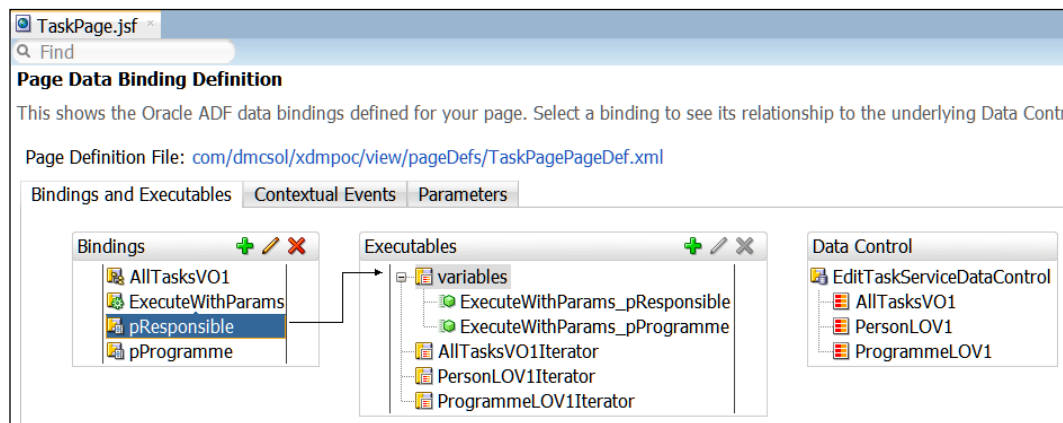 TaskPage.jsf
Find
Page Data Binding Definition
This shows the Oracle ADF data bindings defined for your page. Select a binding to see its relationship to the underlying Data Contr
Page Definition File: com/dmcsol/xdmpoc/view/pageDefs/TaskPagePageDef.xml
Bindings and Executables Contextual Events Parameters
Bindings
AllTasksVO1
ExecuteWithParams
pResponsible
pProgramme
Executables
variables
ExecuteWithParams_pResponsible
ExecuteWithParams_pProgramme
AllTasksVO1Iterator
PersonLOV1Iterator
ProgrammeLOV1Iterator
Data Control
EditTaskServiceDataControl
AllTasksVO1
PersonLOV1
ProgrammeLOV1